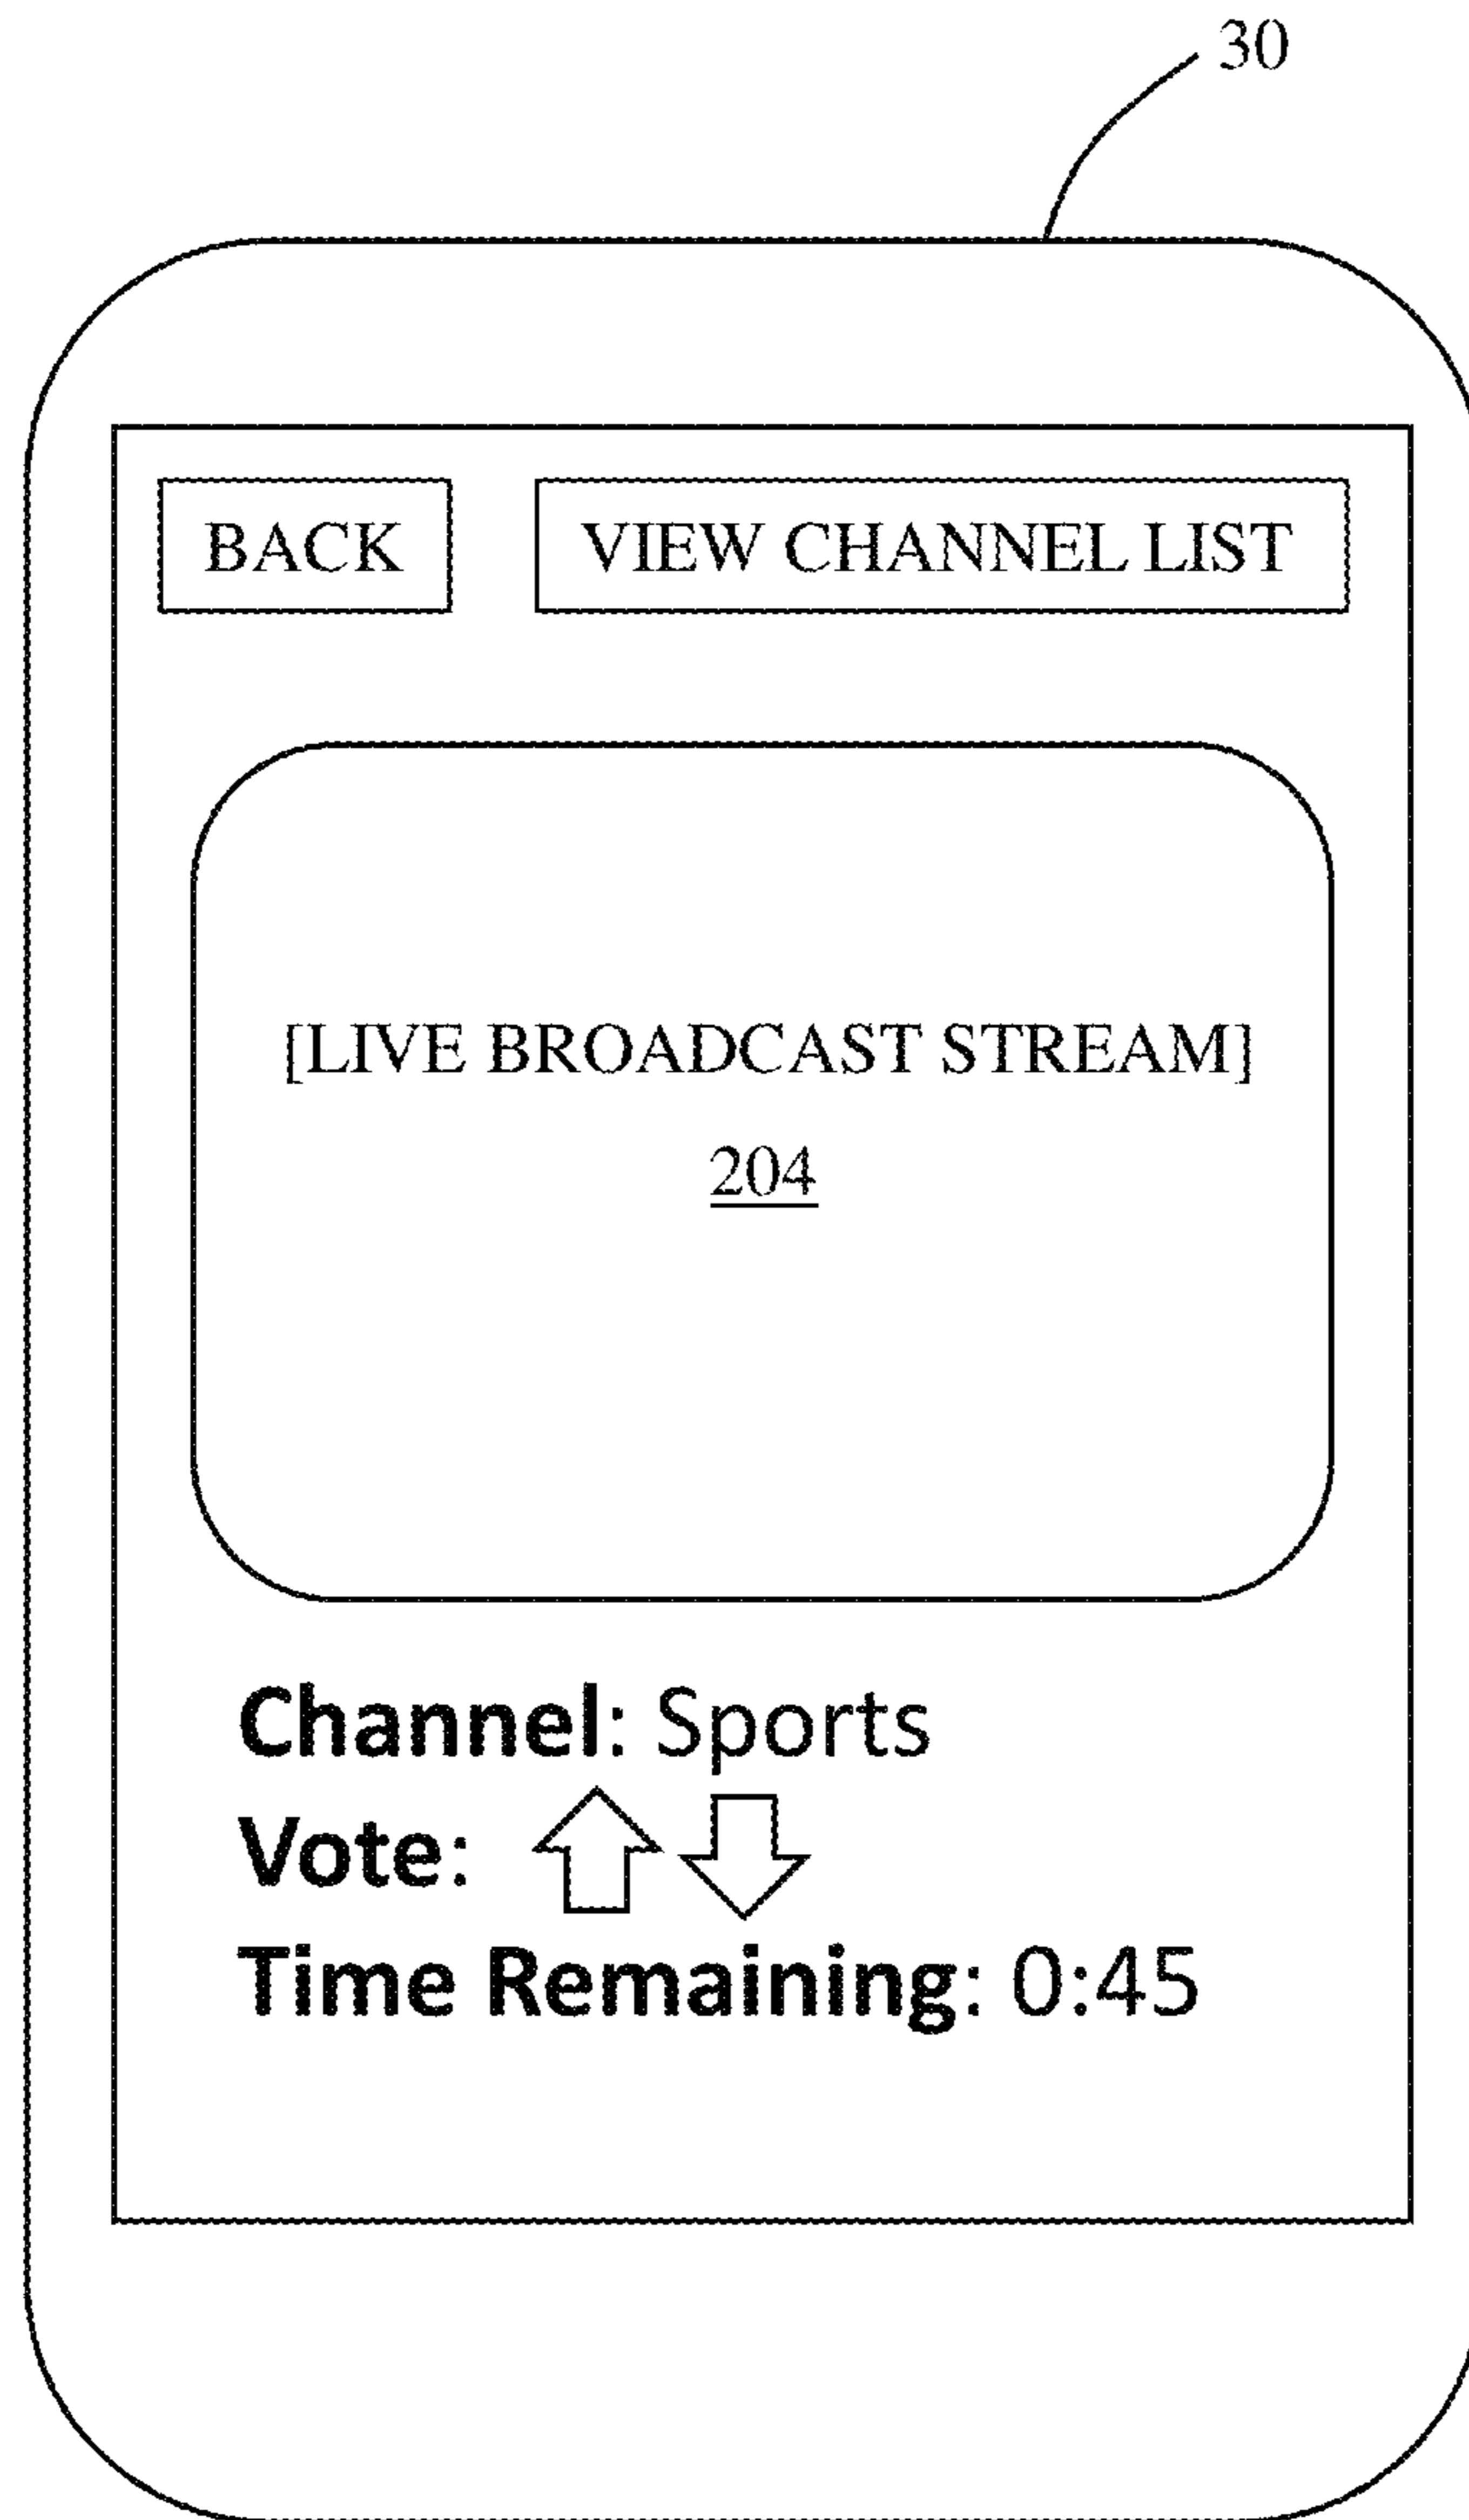 30
BACK
VIEW CHANNEL LIST
[LIVE BROADCAST STREAM]
204
Channel: Sports
Vote:
Time Remaining: 0:45